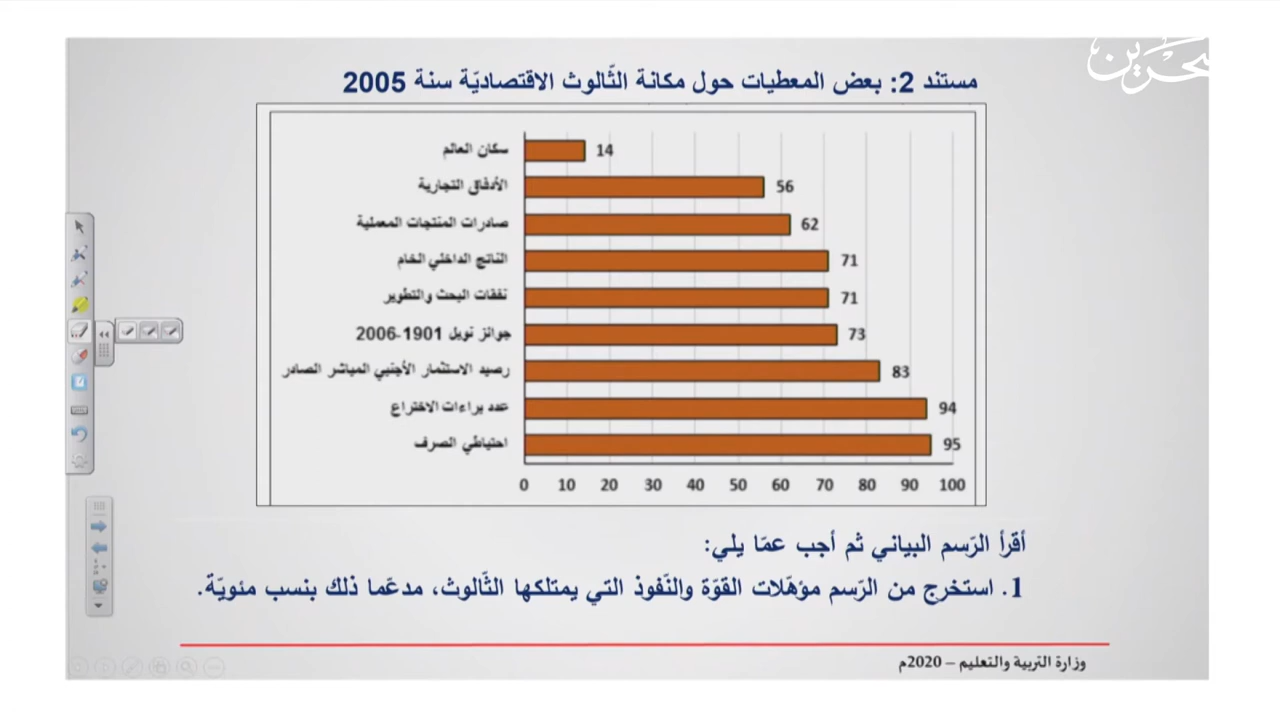 بحرين
مستند 2: بعض المعطيات حول مكانة الثّالوث الاقتصاديّة سنة 2005
سكان العالم 14
الأدفاق التجارية 56
صادرات المنتجات المعملية 62
الناتج الداخلي الخام 71
نفقات البحث والتطوير 71
جوائز نوبل 1901-2006 73
رصيد الاستثمار الأجنبي المباشر الصادر 83
عدد براءات الاختراع 94
احتياطي الصرف 95
0 10 20 30 40 50 60 70 80 90 100
أقرأ الرّسم البياني ثم أجب عمّا يلي:
1. استخرج من الرّسم مؤهّلات القوّة والنّفوذ التي يمتلكها الثّالوث، مدعّما ذلك بنسب مئويّة.
وزارة التربية والتعليم – 2020م